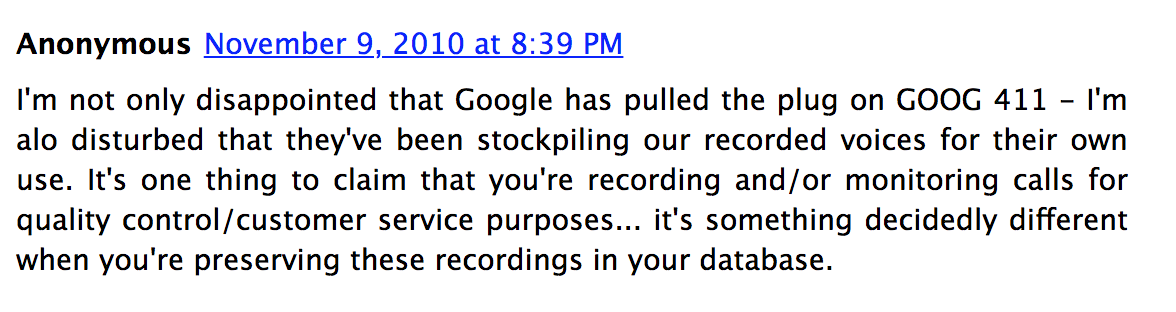 Anonymous November 9, 2010 at 8:39 PM
I'm not only disappointed that Google has pulled the plug on GOOG 411 – I'm
alo disturbed that they've been stockpiling our recorded voices for their own
use. It's one thing to claim that you're recording and/or monitoring calls for
quality control/customer service purposes... it's something decidedly different
when you're preserving these recordings in your database.